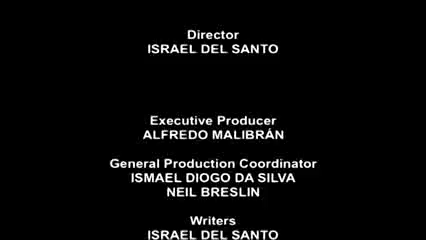 Director
ISRAEL DEL SANTO
Executive Producer
ALFREDO MALIBRÁN
General Production Coordinator
ISMAEL DIOGO DA SILVA
NEIL BRESLIN
Writers
ISRAEL DEL SANTO